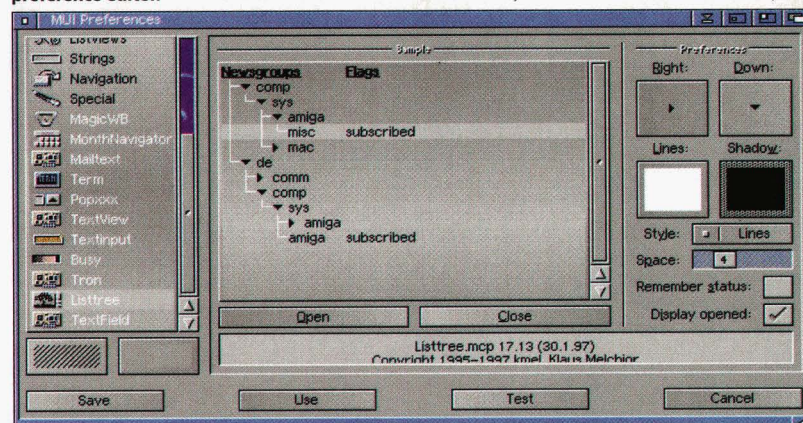 preference editor.
MUI Preferences
Listviews
Strings
Navigation
Special
MagicWB
MonthNavigator
Mailtext
Term
Popxxx
TextView
Textinput
Busy
Tron
Listtree
TextField
Sample
Newsgroups Flags
comp
sys
amiga
misc subscribed
mac
de
comm
comp
sys
amiga
amiga subscribed
Open Close
Listtree.mcp 17.13 (30.1.97)
Copyright 1995-1997 kmel, Klaus Melchior
Preferences
Right: Down:
Lines: Shadow:
Style: Lines
Space: 4
Remember status:
Display opened:
Save Use Test Cancel